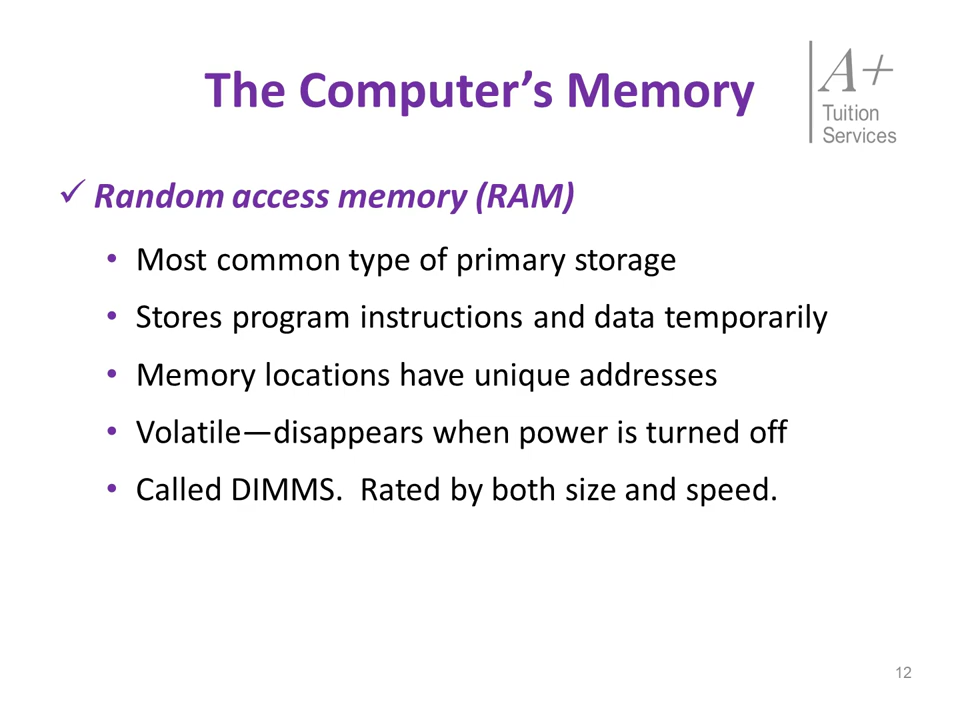 The Computer’s Memory
A+
Tuition
Services
✓ Random access memory (RAM)
• Most common type of primary storage
• Stores program instructions and data temporarily
• Memory locations have unique addresses
• Volatile—disappears when power is turned off
• Called DIMMS.  Rated by both size and speed.
12